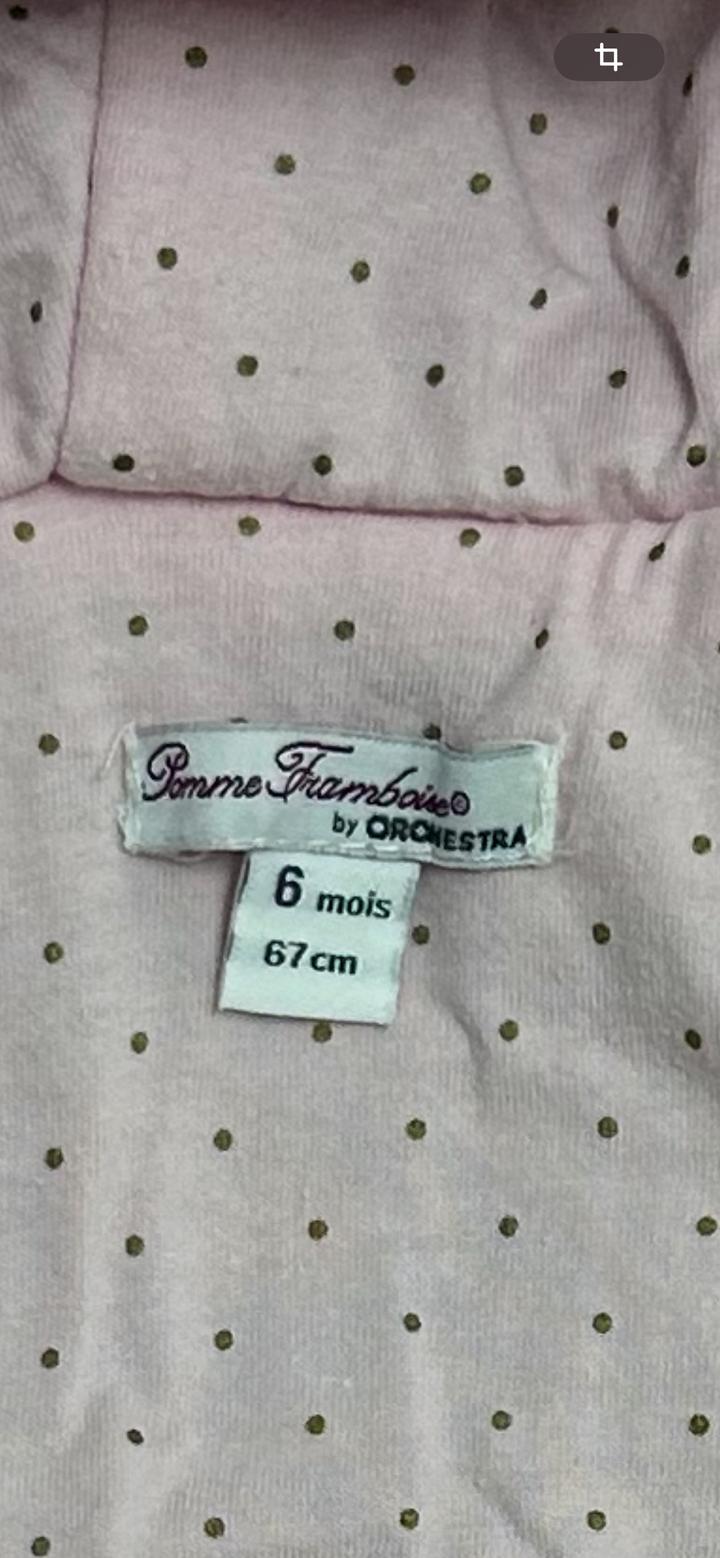 Pomme Framboise©
by ORCHESTRA
6 mois
67cm